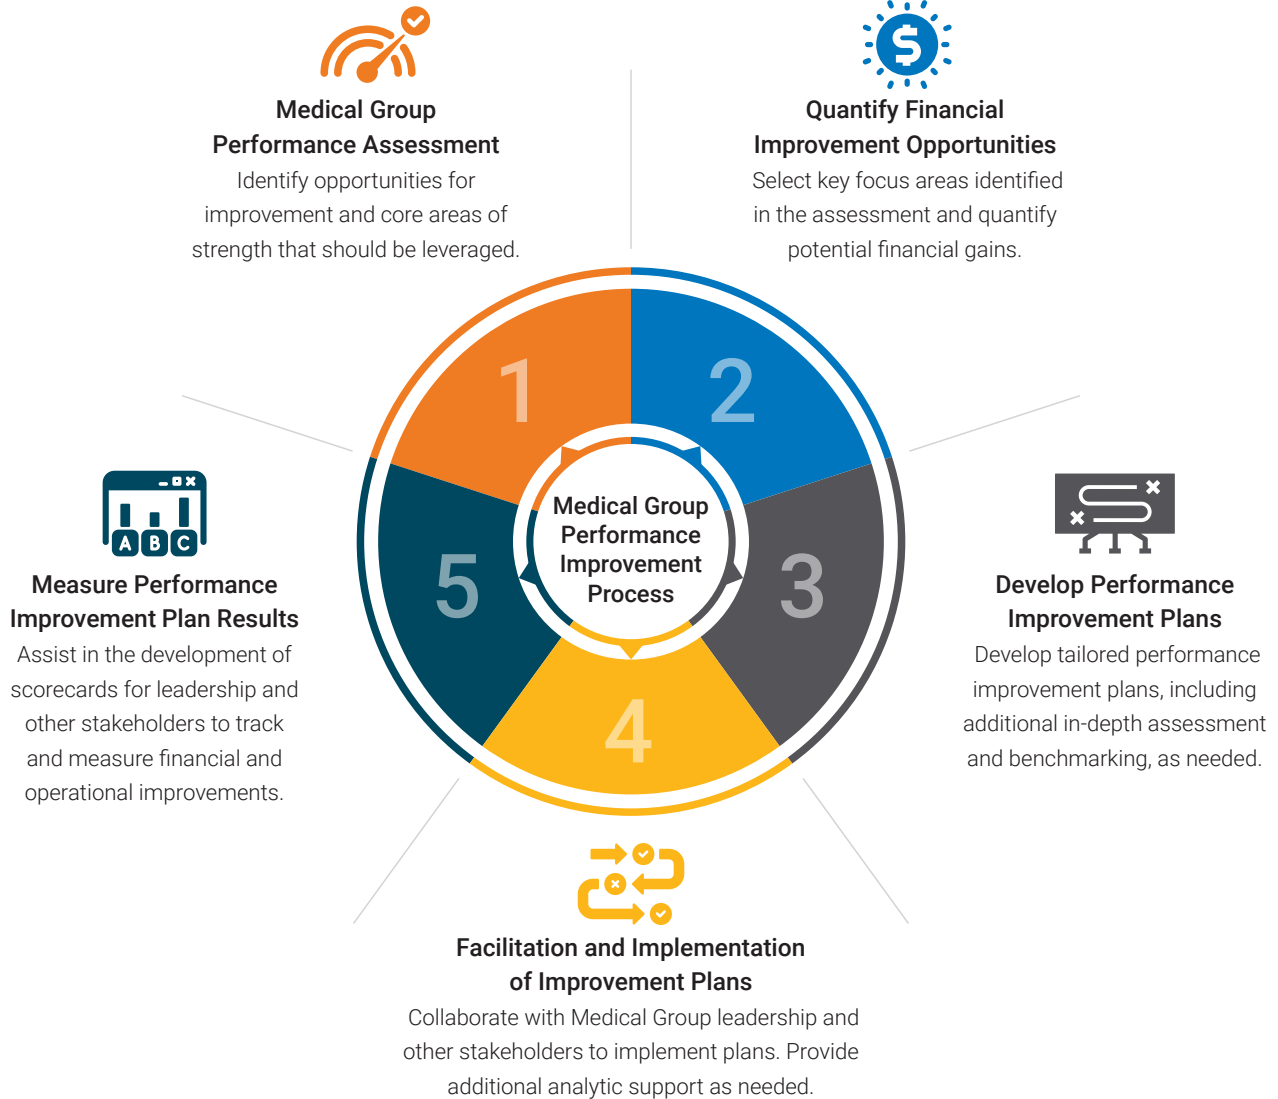 Medical Group
Performance Assessment
Identify opportunities for
improvement and core areas of
strength that should be leveraged.
Quantify Financial
Improvement Opportunities
Select key focus areas identified
in the assessment and quantify
potential financial gains.
1
2
3
4
5
Medical Group
Performance
Improvement
Process
Develop Performance
Improvement Plans
Develop tailored performance
improvement plans, including
additional in-depth assessment
and benchmarking, as needed.
Facilitation and Implementation
of Improvement Plans
Collaborate with Medical Group leadership and
other stakeholders to implement plans. Provide
additional analytic support as needed.
A B C
Measure Performance
Improvement Plan Results
Assist in the development of
scorecards for leadership and
other stakeholders to track
and measure financial and
operational improvements.